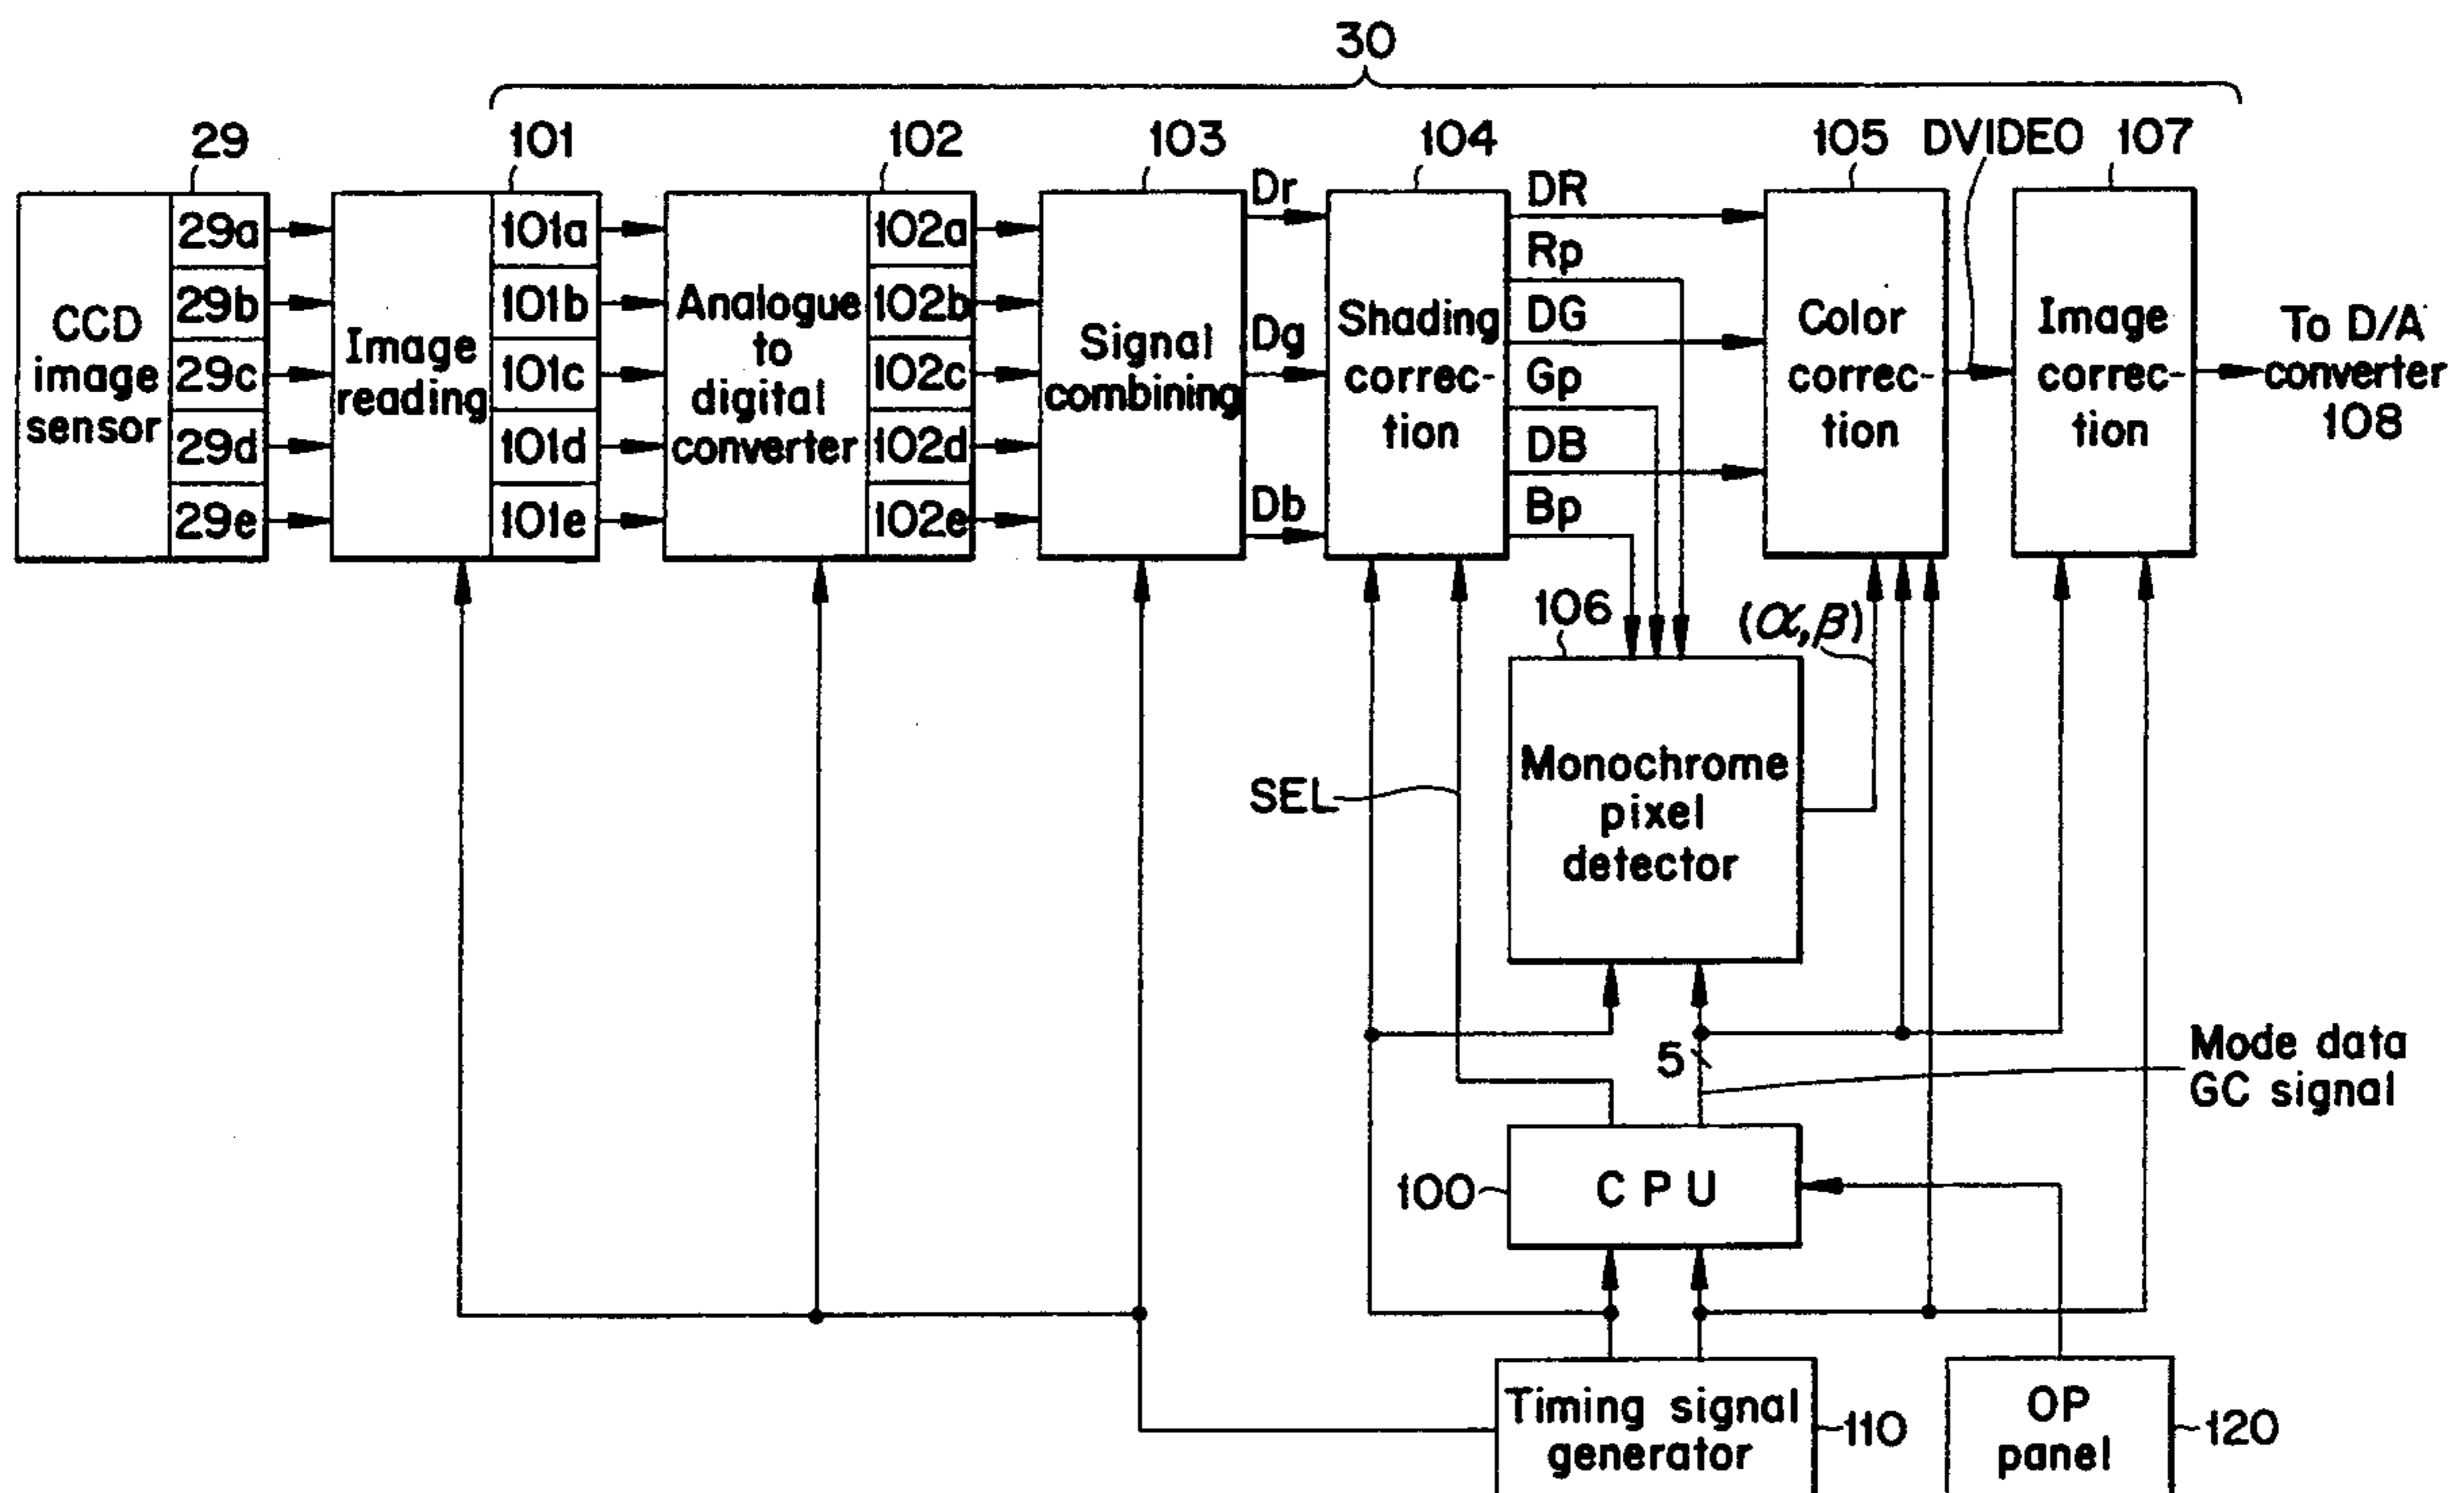 30
29
101
102
103
104
105
DVIDEO
107
CCD
image
sensor
29a
29b
29c
29d
29e
Image
reading
101a
101b
101c
101d
101e
Analogue
to
digital
converter
102a
102b
102c
102d
102e
Signal
combining
Dr
Dg
Db
Shading
correc-
tion
DR
Rp
DG
Gp
DB
Bp
Color
correc-
tion
Image
correc-
tion
To D/A
converter
108
106
(α,β)
Monochrome
pixel
detector
SEL
5
Mode data
GC signal
100
CPU
Timing signal
generator
110
OP
panel
120